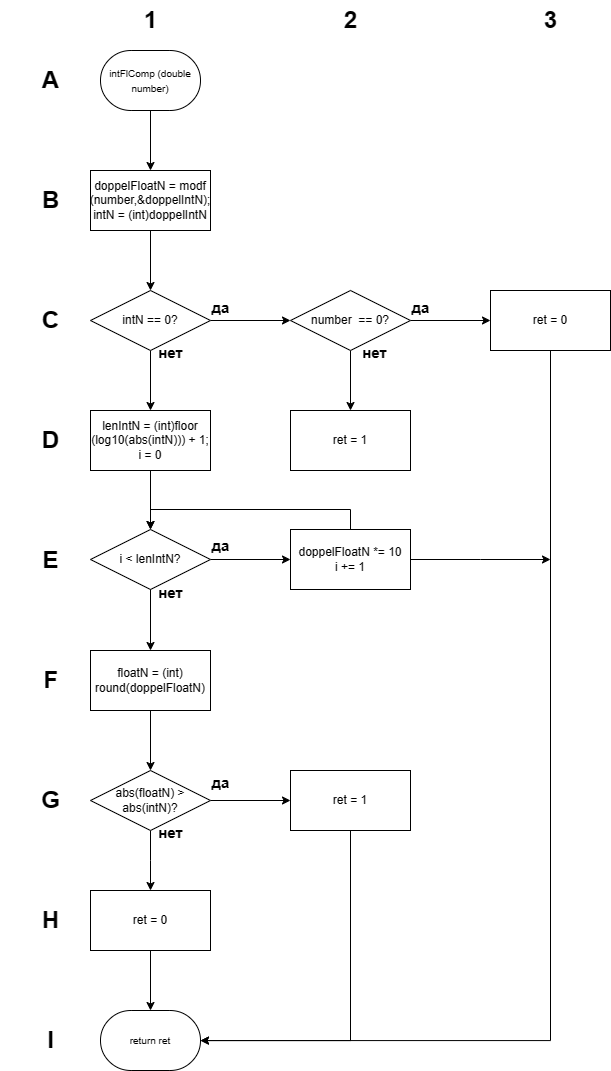 1
2
3
A
intFlComp (double
number)
B
doppelFloatN = modf
(number,&doppelIntN);
intN = (int)doppelIntN
C
intN == 0?
да
нет
number == 0?
да
нет
ret = 0
D
lenIntN = (int)floor
(log10(abs(intN))) + 1;
i = 0
ret = 1
E
i < lenIntN?
да
нет
doppelFloatN *= 10
i += 1
F
floatN = (int)
round(doppelFloatN)
G
abs(floatN) >
abs(intN)?
да
нет
ret = 1
H
ret = 0
I
return ret